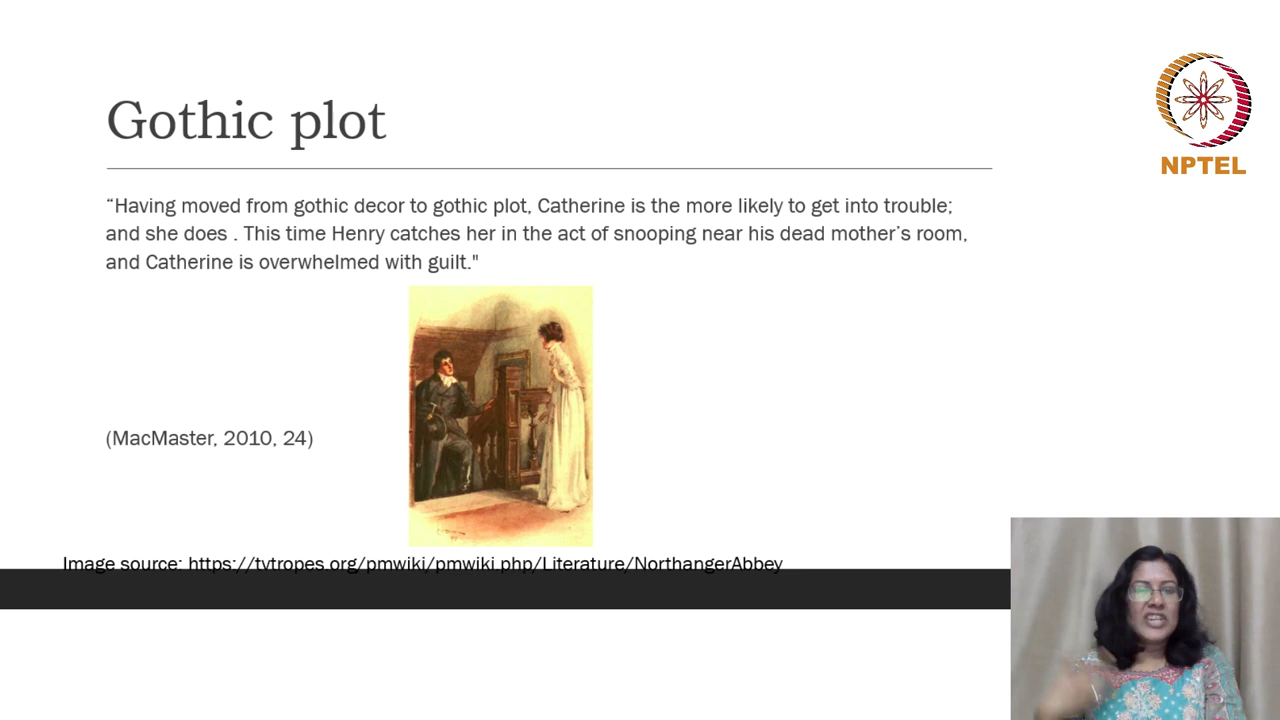 Gothic plot
NPTEL
“Having moved from gothic decor to gothic plot, Catherine is the more likely to get into trouble;
and she does . This time Henry catches her in the act of snooping near his dead mother’s room,
and Catherine is overwhelmed with guilt."
(MacMaster, 2010, 24)
Image source: https://tvtropes.org/pmwiki/pmwiki.php/Literature/NorthangerAbbey